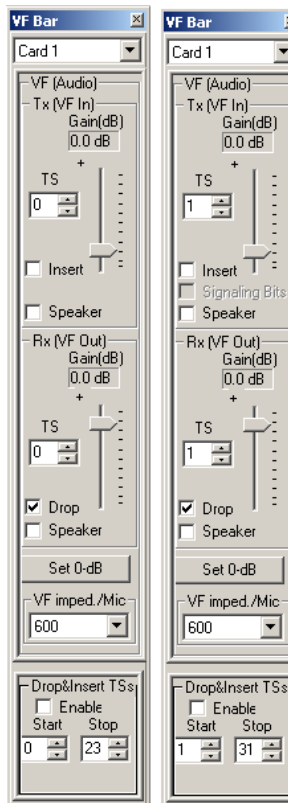 VF Bar
Card 1
VF (Audio)
Tx (VF In)
Gain(dB)
0.0 dB
+
TS
0
Insert
Speaker
Rx (VF Out)
Gain(dB)
0.0 dB
+
TS
0
Drop
Speaker
Set 0-dB
VF imped./Mic
600
Drop&Insert TSs
Enable
Start Stop
0 23
VF Bar
Card 1
VF (Audio)
Tx (VF In)
Gain(dB)
0.0 dB
+
TS
1
Insert
Signaling Bits
Speaker
Rx (VF Out)
Gain(dB)
0.0 dB
+
TS
1
Drop
Speaker
Set 0-dB
VF imped./Mic
600
Drop&Insert TSs
Enable
Start Stop
1 31